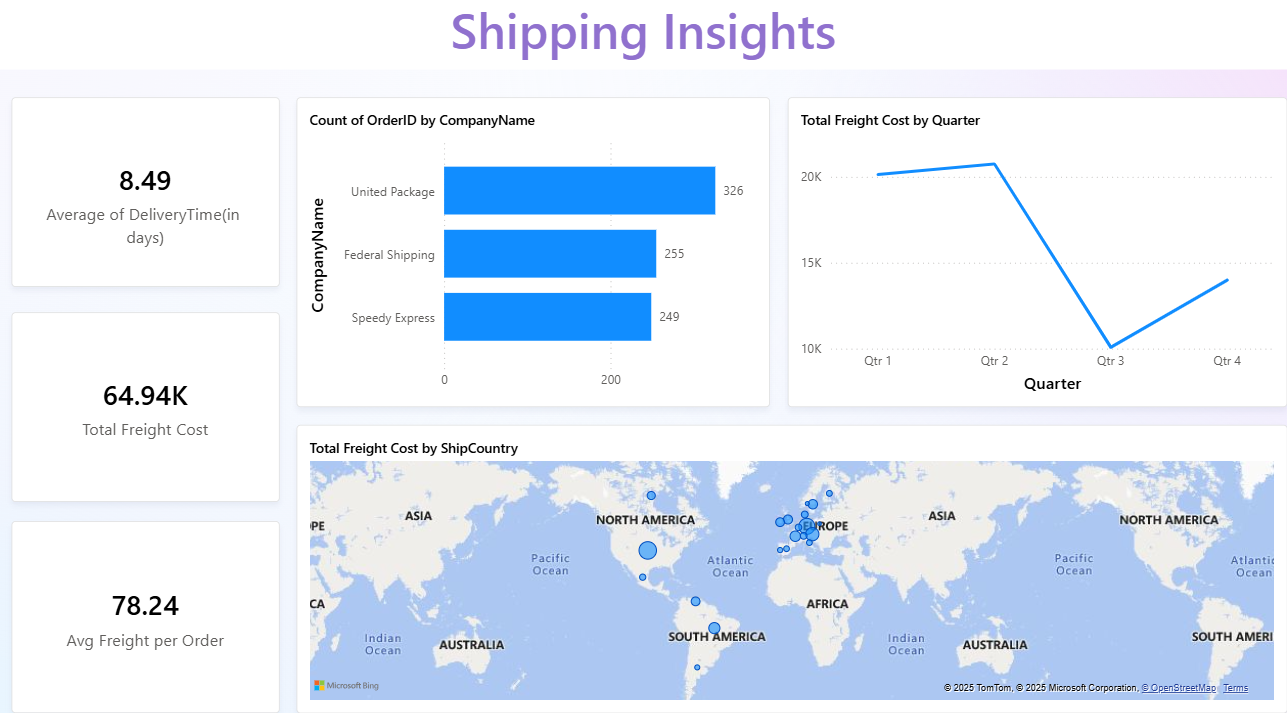 Shipping Insights
8.49
Average of DeliveryTime(in
days)
64.94K
Total Freight Cost
78.24
Avg Freight per Order
Count of OrderID by CompanyName
CompanyName
United Package
326
Federal Shipping
255
Speedy Express
249
0
200
Total Freight Cost by Quarter
20K
15K
10K
Qtr 1
Qtr 2
Qtr 3
Qtr 4
Quarter
Total Freight Cost by ShipCountry
PE
ASIA
NORTH AMERICA
EUROPE
ASIA
NORTH AMERICA
Pacific
Ocean
Atlantic
Ocean
Pacific
Ocean
Atlantic
Ocean
CA
AFRICA
Indian
Ocean
AUSTRALIA
SOUTH AMERICA
Indian
Ocean
AUSTRALIA
SOUTH AMERI
Microsoft Bing
© 2025 TomTom, © 2025 Microsoft Corporation, © OpenStreetMap Terms